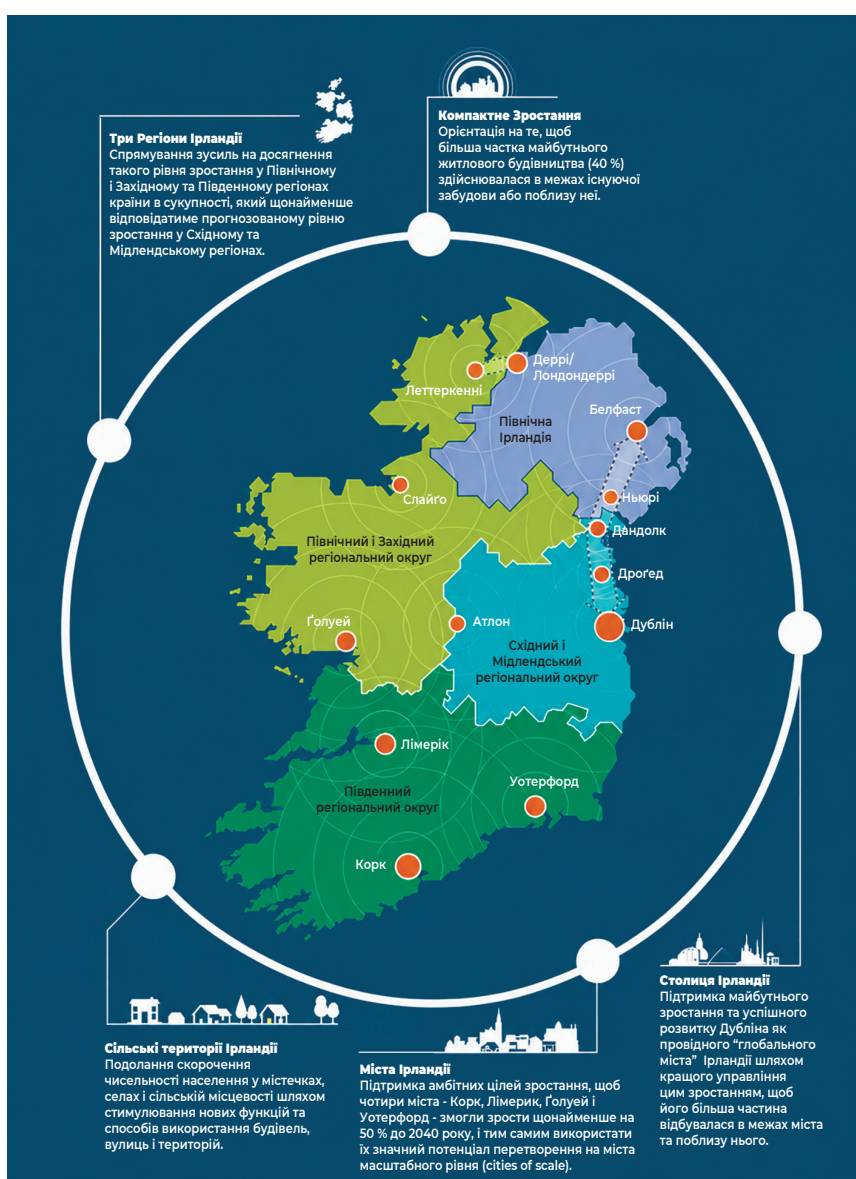 Три Регіони Ірландії
Спрямування зусиль на досягнення
такого рівня зростання у Північному
і Західному та Південному регіонах
країни в сукупності, який щонайменше
відповідатиме прогнозованому рівню
зростання у Східному та
Мідлендському регіонах.
Компактне Зростання
Орієнтація на те, щоб
більша частка майбутнього
житлового будівництва (40 %)
здійснювалася в межах існуючої
забудови або поблизу неї.
Деррі/
Лондондеррі
Леттеркенні
Белфаст
Північна
Ірландія
Слайґо
Ньюрі
Дандолк
Північний і Західний
регіональний округ
Дроґед
Ґолуей
Атлон
Дублін
Східний і
Мідлендський
регіональний округ
Лімерік
Уотерфорд
Південний
регіональний округ
Корк
Сільські території Ірландії
Подолання скорочення
чисельності населення у містечках,
селах і сільській місцевості шляхом
стимулювання нових функцій та
способів використання будівель,
вулиць і територій.
Міста Ірландії
Підтримка амбітних цілей зростання, щоб
чотири міста - Корк, Лімерик, Ґолуей і
Уотерфорд - змогли зрости щонайменше на
50 % до 2040 року, і тим самим використати
їх значний потенціал перетворення на міста
масштабного рівня (cities of scale).
Столиця Ірландії
Підтримка майбутнього
зростання та успішного
розвитку Дубліна як
провідного “глобального
міста” Ірландії шляхом
кращого управління
цим зростанням, щоб
його більша частина
відбувалася в межах міста
та поблизу нього.